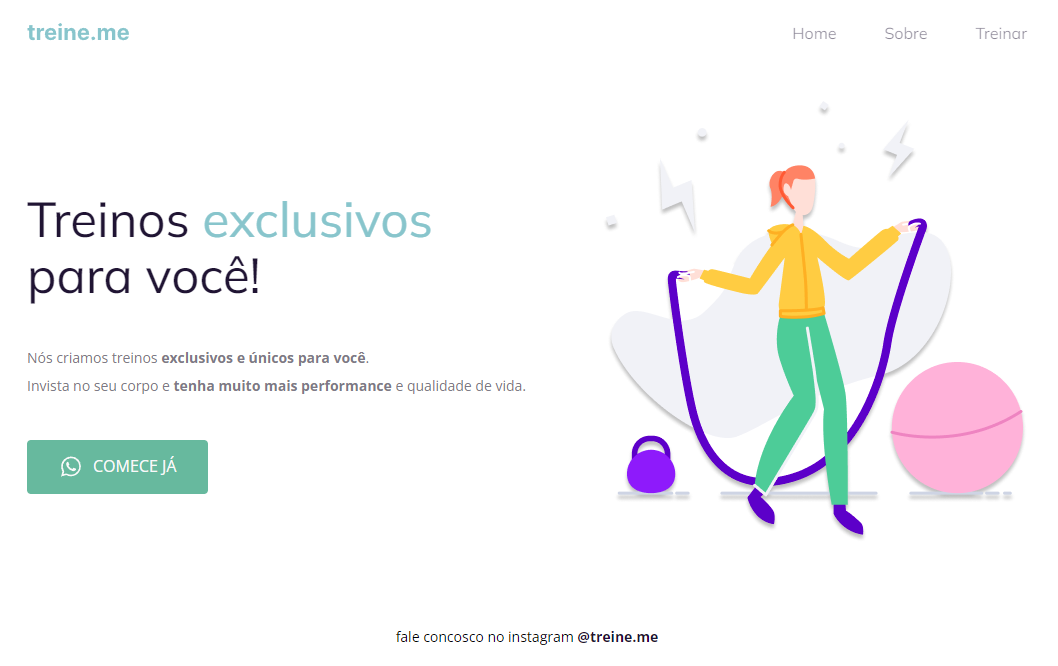 treine.me
Home Sobre Treinar
Treinos exclusivos
para você!
Nós criamos treinos exclusivos e únicos para você.
Invista no seu corpo e tenha muito mais performance e qualidade de vida.
COMECE JÁ
fale concosco no instagram @treine.me